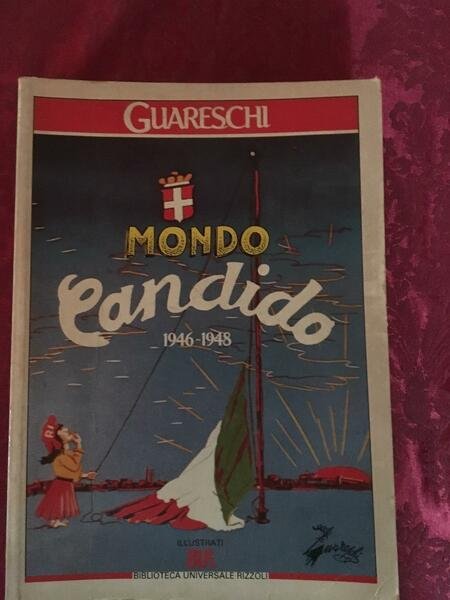 GUARESCHI
MONDO
Candido
1946-1948
R.I.
ILLUSTRATI
BUR
BIBLIOTECA UNIVERSALE RIZZOLI